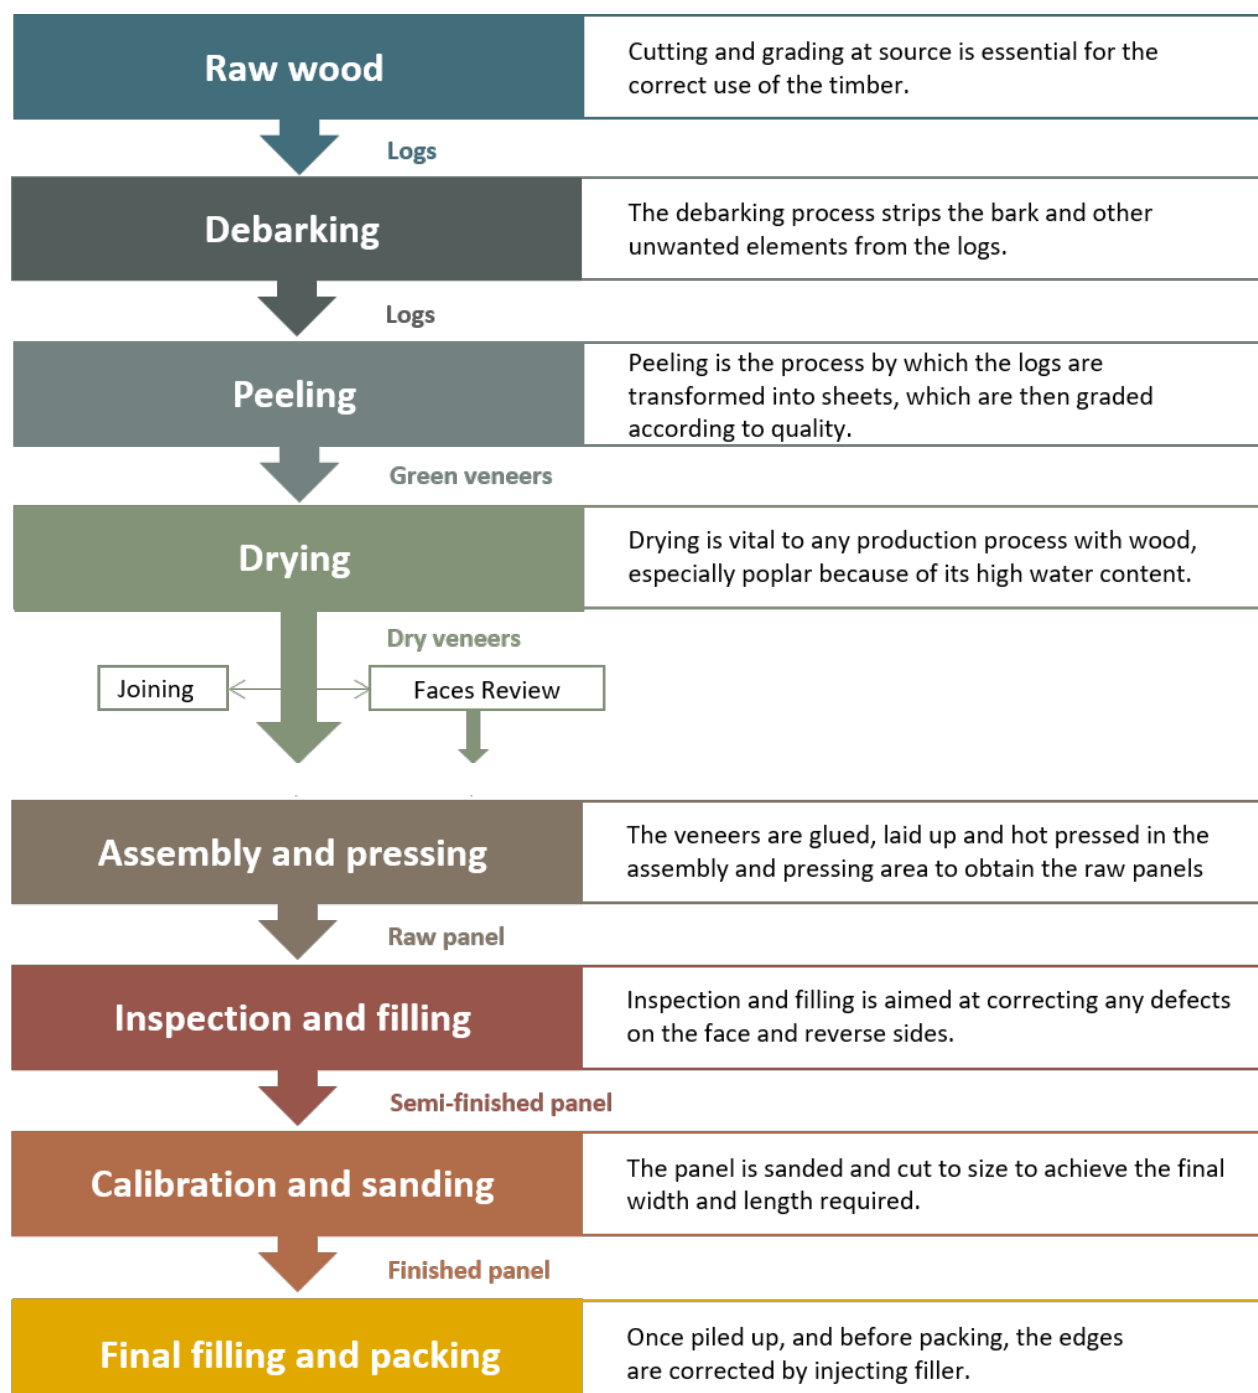 Raw wood
Cutting and grading at source is essential for the
correct use of the timber.
Logs
Debarking
The debarking process strips the bark and other
unwanted elements from the logs.
Logs
Peeling
Peeling is the process by which the logs are
transformed into sheets, which are then graded
according to quality.
Green veneers
Drying
Drying is vital to any production process with wood,
especially poplar because of its high water content.
Dry veneers
Joining
Faces Review
Assembly and pressing
The veneers are glued, laid up and hot pressed in the
assembly and pressing area to obtain the raw panels
Raw panel
Inspection and filling
Inspection and filling is aimed at correcting any defects
on the face and reverse sides.
Semi-finished panel
Calibration and sanding
The panel is sanded and cut to size to achieve the final
width and length required.
Finished panel
Final filling and packing
Once piled up, and before packing, the edges
are corrected by injecting filler.